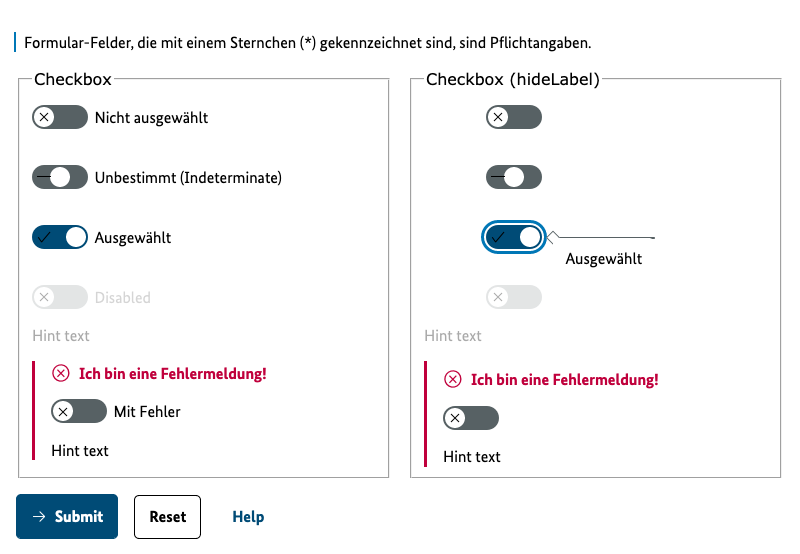 Formular-Felder, die mit einem Sternchen (*) gekennzeichnet sind, sind Pflichtangaben.
Checkbox
Nicht ausgewählt
Unbestimmt (Indeterminate)
Ausgewählt
Disabled
Hint text
Ich bin eine Fehlermeldung!
Mit Fehler
Hint text
Checkbox (hideLabel)
Ausgewählt
Hint text
Ich bin eine Fehlermeldung!
Hint text
Submit
Reset
Help